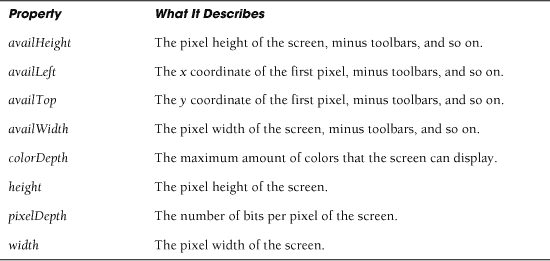 Property What It Describes
availHeight The pixel height of the screen, minus toolbars, and so on.
availLeft The x coordinate of the first pixel, minus toolbars, and so on.
availTop The y coordinate of the first pixel, minus toolbars, and so on.
availWidth The pixel width of the screen, minus toolbars, and so on.
colorDepth The maximum amount of colors that the screen can display.
height The pixel height of the screen.
pixelDepth The number of bits per pixel of the screen.
width The pixel width of the screen.